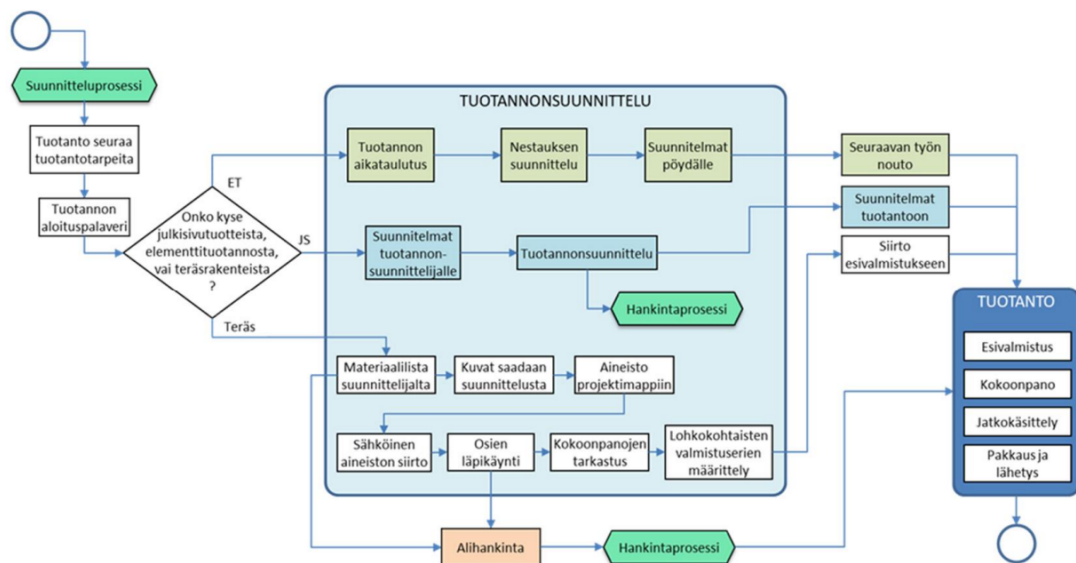 Suunnitteluprosessi
Tuotanto seuraa
tuotantotarpeita
Tuotannon
aloituspalaveri
Onko kyse
julkisivutuotteista,
elementtituotannosta,
vai teräsrakenteista
?
ET
JS
Teräs
TUOTANNONSUUNNITTELU
Tuotannon
aikataulutus
Nestauksen
suunnittelu
Suunnitelmat
pöydälle
Seuraavan työn
nouto
Suunnitelmat
tuotannon-
suunnittelijalle
Tuotannonsuunnittelu
Suunnitelmat
tuotantoon
Hankintaprosessi
Siirto
esivalmistukseen
Materiaalilista
suunnittelijalta
Kuvat saadaan
suunnittelusta
Aineisto
projektimappiin
Sähköinen
aineiston siirto
Osien
läpikäynti
Kokoonpanojen
tarkastus
Lohkokohtaisten
valmistuserien
määrittely
Alihankinta
Hankintaprosessi
TUOTANTO
Esivalmistus
Kokoonpano
Jatkokäsittely
Pakkaus ja
lähetys